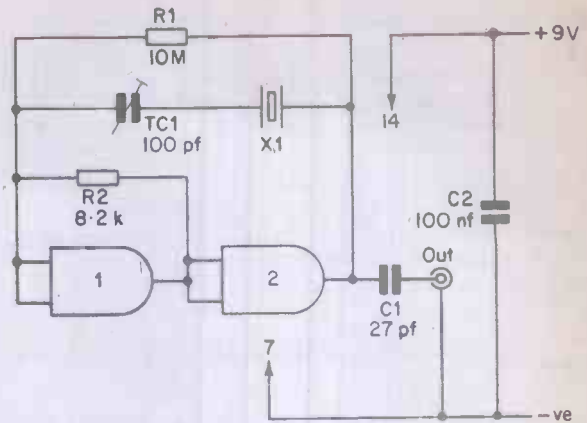 R1
10M
+9V
TC1
100 pf
X1
14
R2
8·2 k
C2
100 nf
1
2
Out
C1
27 pf
7
-ve